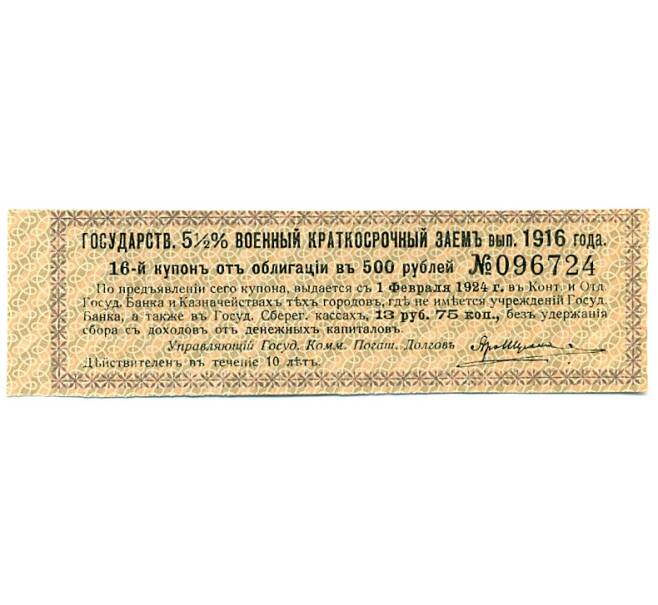 ГОСУДАРСТВ. 5½% ВОЕННЫЙ КРАТКОСРОЧНЫЙ ЗАЕМЪ вып. 1916 года.
16-й купонъ отъ облигаціи въ 500 рублей №096724
По предъявленіи сего купона, выдается съ 1 Февраля 1924 г. въ Конт. и Отд
Госуд. Банка и Казначействахъ тѣхъ городовъ, гдѣ не имѣется учрежденій Госуд.
Банка, а также въ Госуд. Сберег. кассахъ, 13 руб. 75 коп., безъ удержанія
сбора съ доходовъ отъ денежныхъ капиталовъ.
Управляющій Госуд. Комм. Погаш. Долговъ
Дѣйствителенъ въ теченіе 10 лѣтъ.